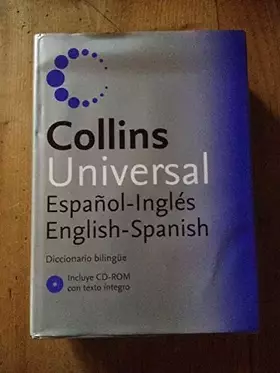 Collins
Universal
Español-Inglés
English-Spanish
Diccionario bilingüe
Incluye CD-ROM
con texto íntegro